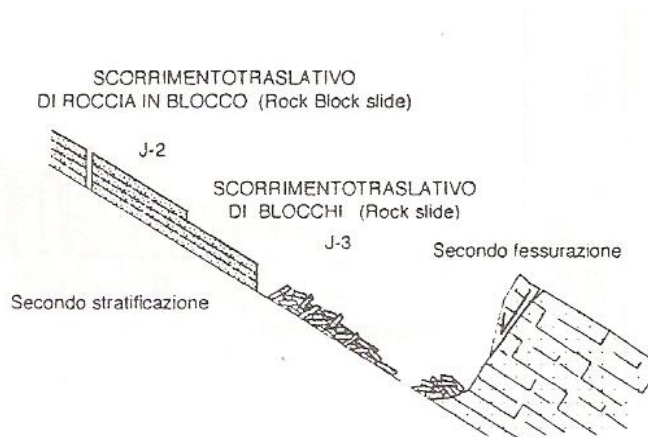 SCORRIMENTOTRASLATIVO
DI ROCCIA IN BLOCCO (Rock Block slide)
J-2
SCORRIMENTOTRASLATIVO
DI BLOCCHI (Rock slide)
J-3
Secondo fessurazione
Secondo stratificazione